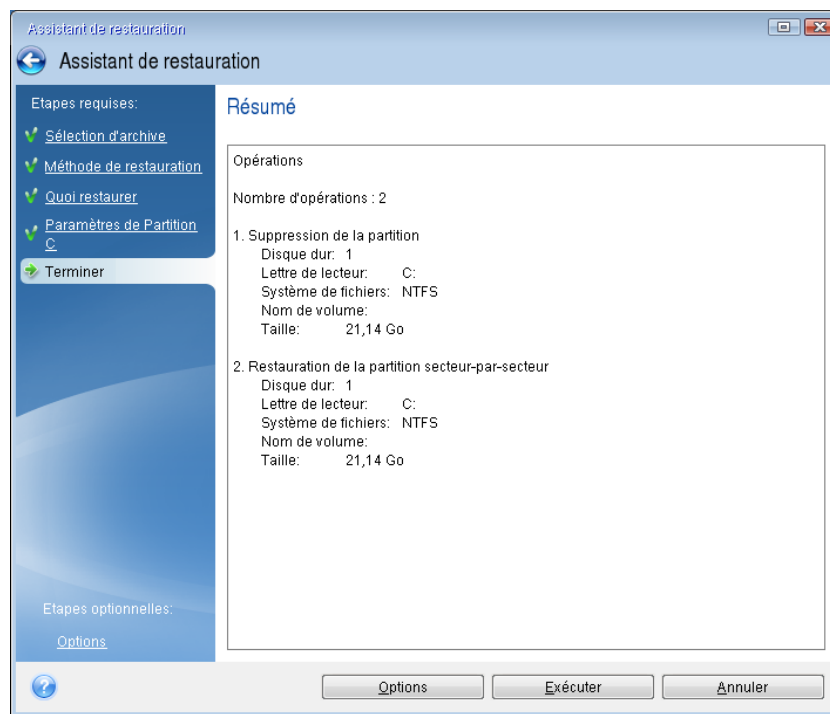 Assistant de restauration
Assistant de restauration
Etapes requises:
Sélection d'archive
Méthode de restauration
Quoi restaurer
Paramètres de Partition
C
Terminer
Etapes optionnelles:
Options
Résumé
Opérations
Nombre d'opérations : 2
1. Suppression de la partition
Disque dur: 1
Lettre de lecteur: C:
Système de fichiers: NTFS
Nom de volume:
Taille: 21,14 Go
2. Restauration de la partition secteur-par-secteur
Disque dur: 1
Lettre de lecteur: C:
Système de fichiers: NTFS
Nom de volume:
Taille: 21,14 Go
Options
Exécuter
Annuler